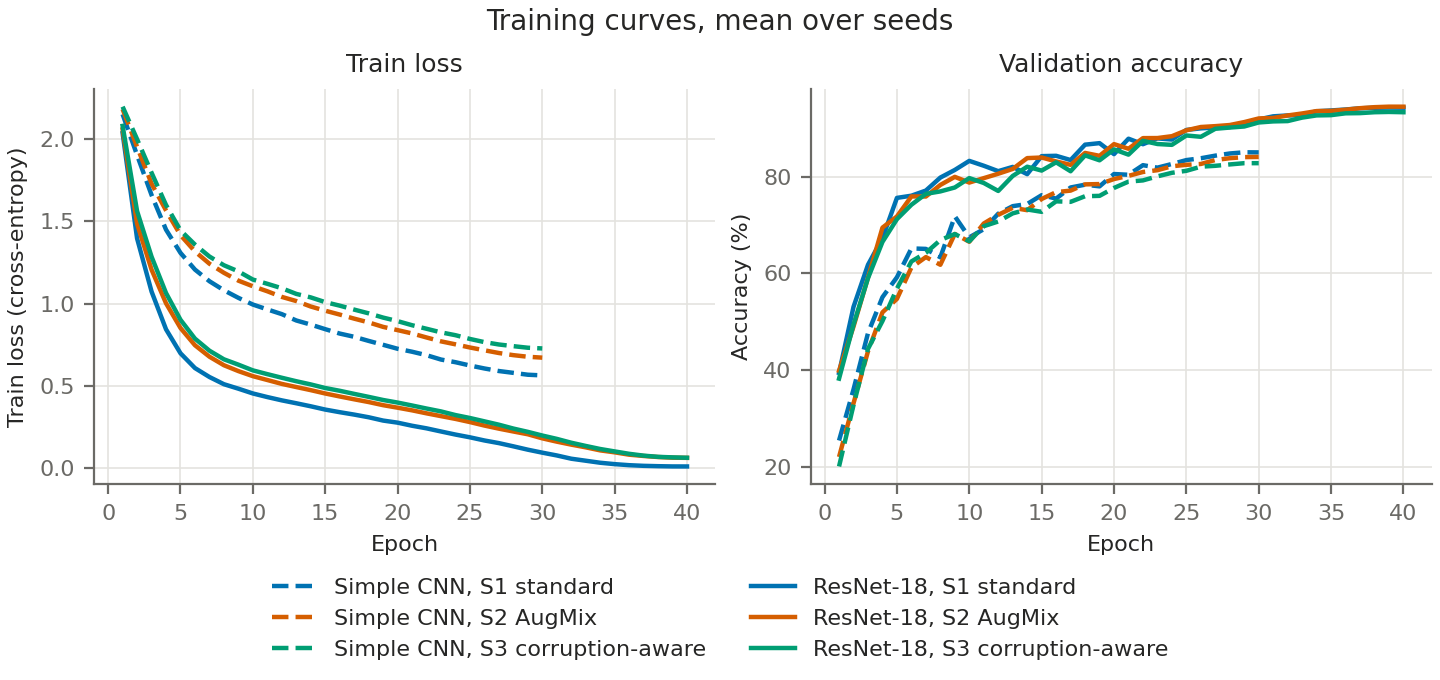 Training curves, mean over seeds
Train loss
Train loss (cross-entropy)
2.0
1.5
1.0
0.5
0.0
0 5 10 15 20 25 30 35 40
Epoch
Validation accuracy
Accuracy (%)
80
60
40
20
0 5 10 15 20 25 30 35 40
Epoch
Simple CNN, S1 standard
Simple CNN, S2 AugMix
Simple CNN, S3 corruption-aware
ResNet-18, S1 standard
ResNet-18, S2 AugMix
ResNet-18, S3 corruption-aware